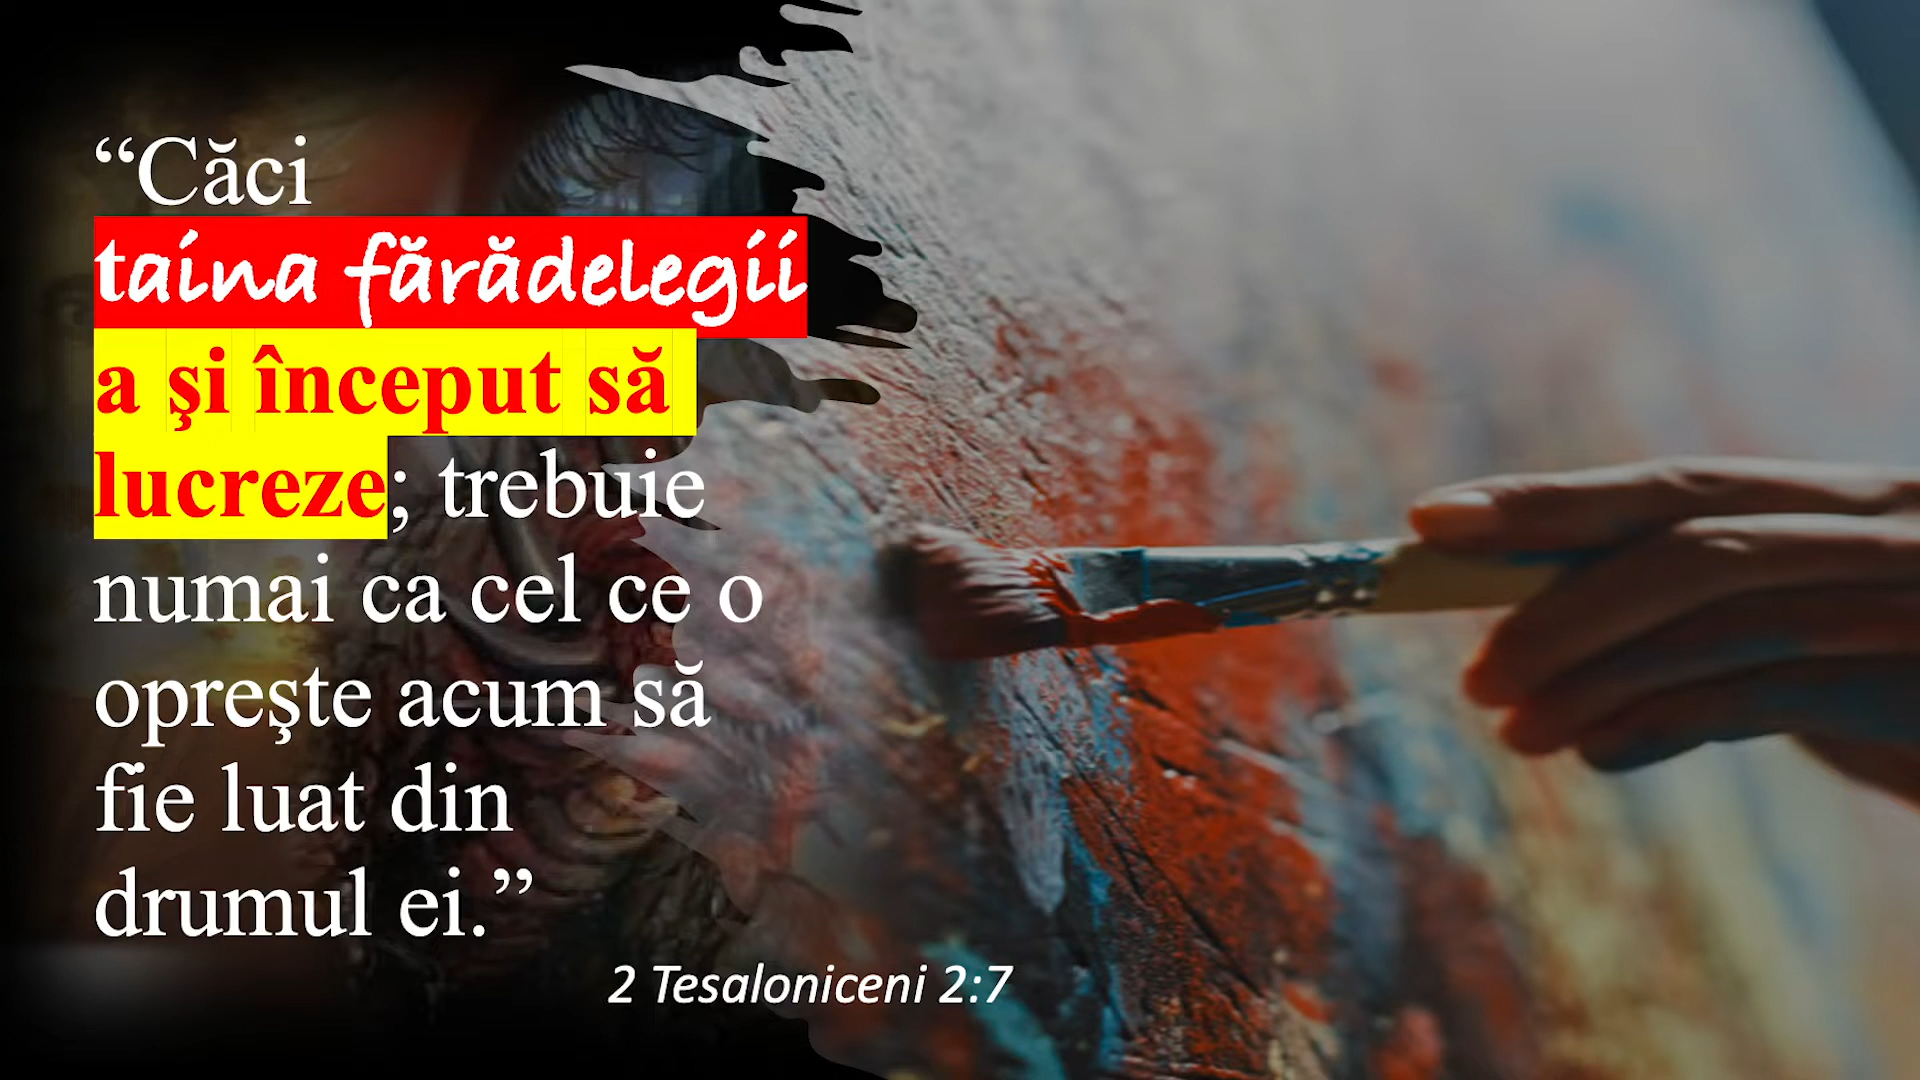 “Căci
taina fărădelegii
a şi început să
lucreze; trebuie
numai ca cel ce o
opreşte acum să
fie luat din
drumul ei.”
2 Tesaloniceni 2:7